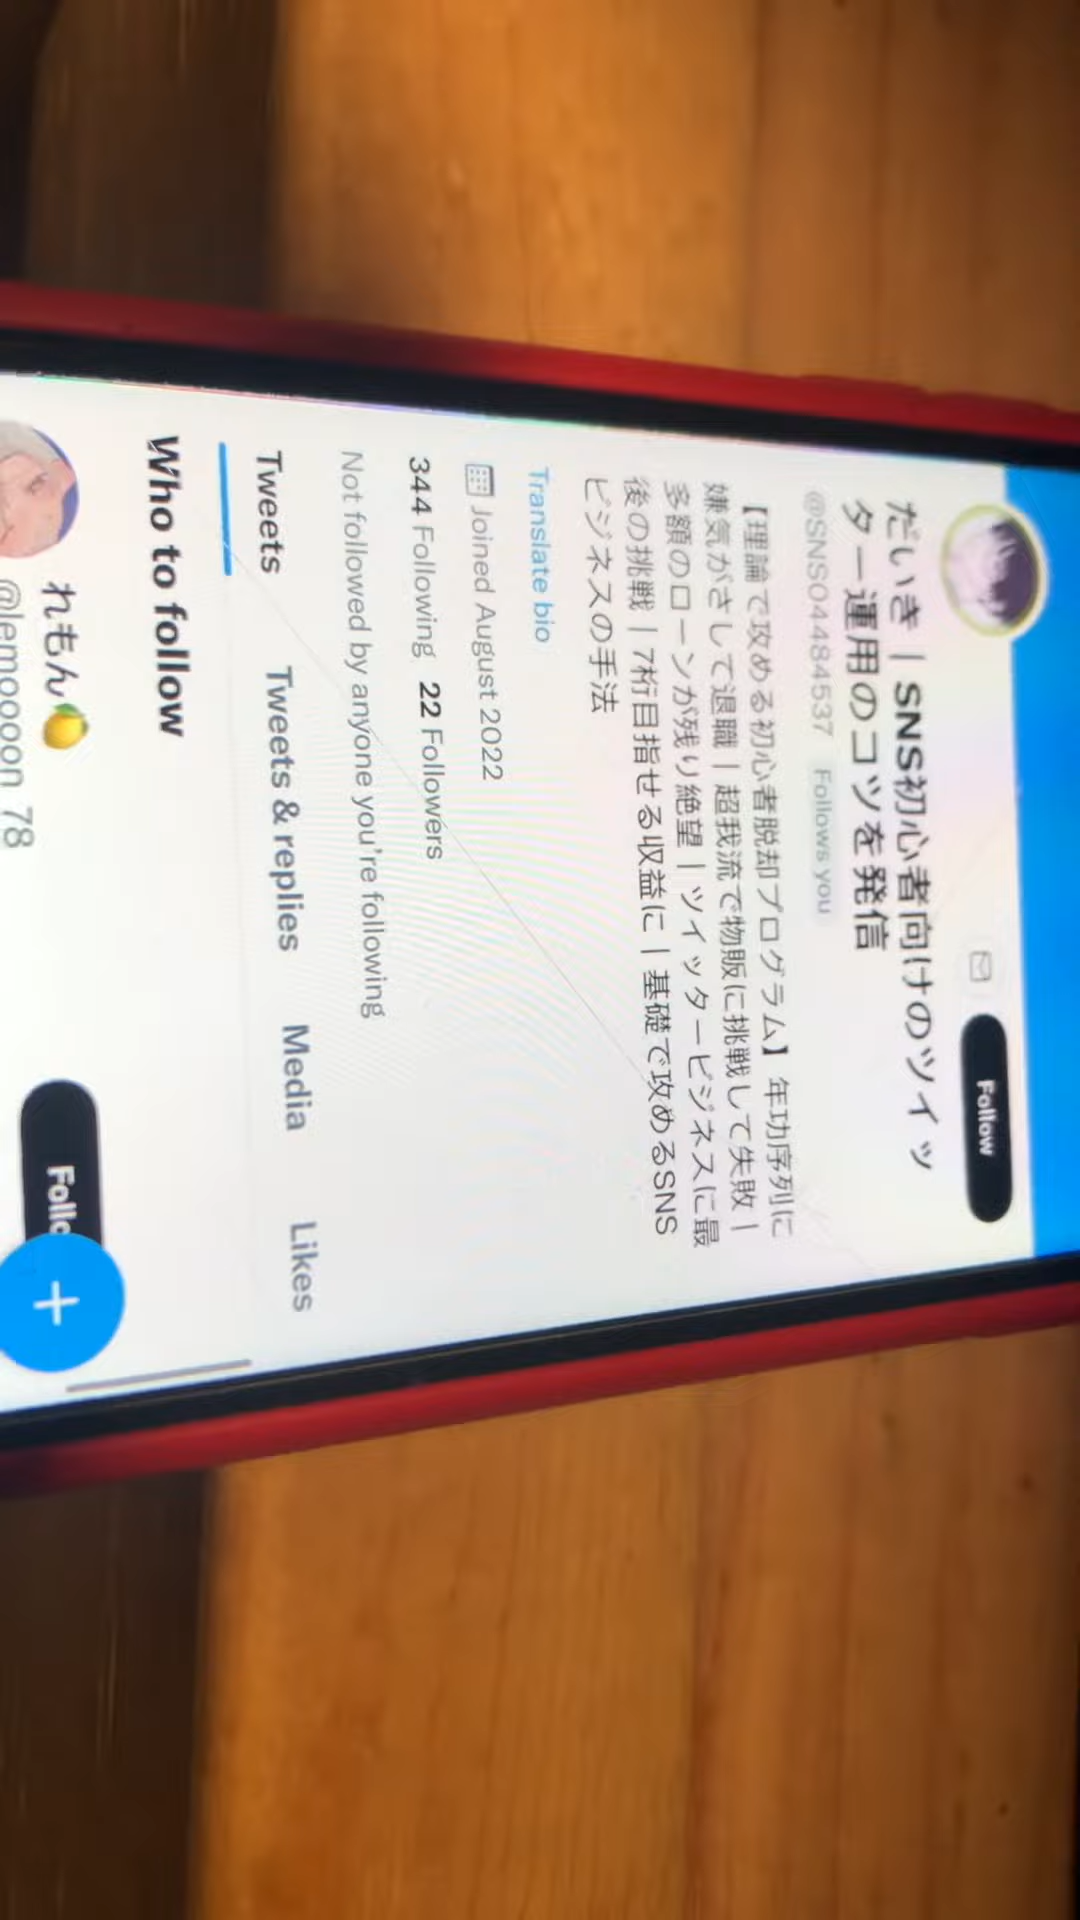 Follow
だいき｜SNS初心者向けのツイッ
ター運用のコツを発信
@SNS04484537 Follows you
【理論で攻める初心者脱却プログラム】年功序列に
嫌気がさして退職｜超我流で物販に挑戦して失敗｜
多額のローンが残り絶望｜ツイッタービジネスに最
後の挑戦｜7桁目指せる収益に｜基礎で攻めるSNS
ビジネスの手法
Translate bio
Joined August 2022
344 Following 22 Followers
Not followed by anyone you're following
Tweets Tweets & replies Media Likes
Who to follow
れもん🍋
@lemoooon_78
Follo